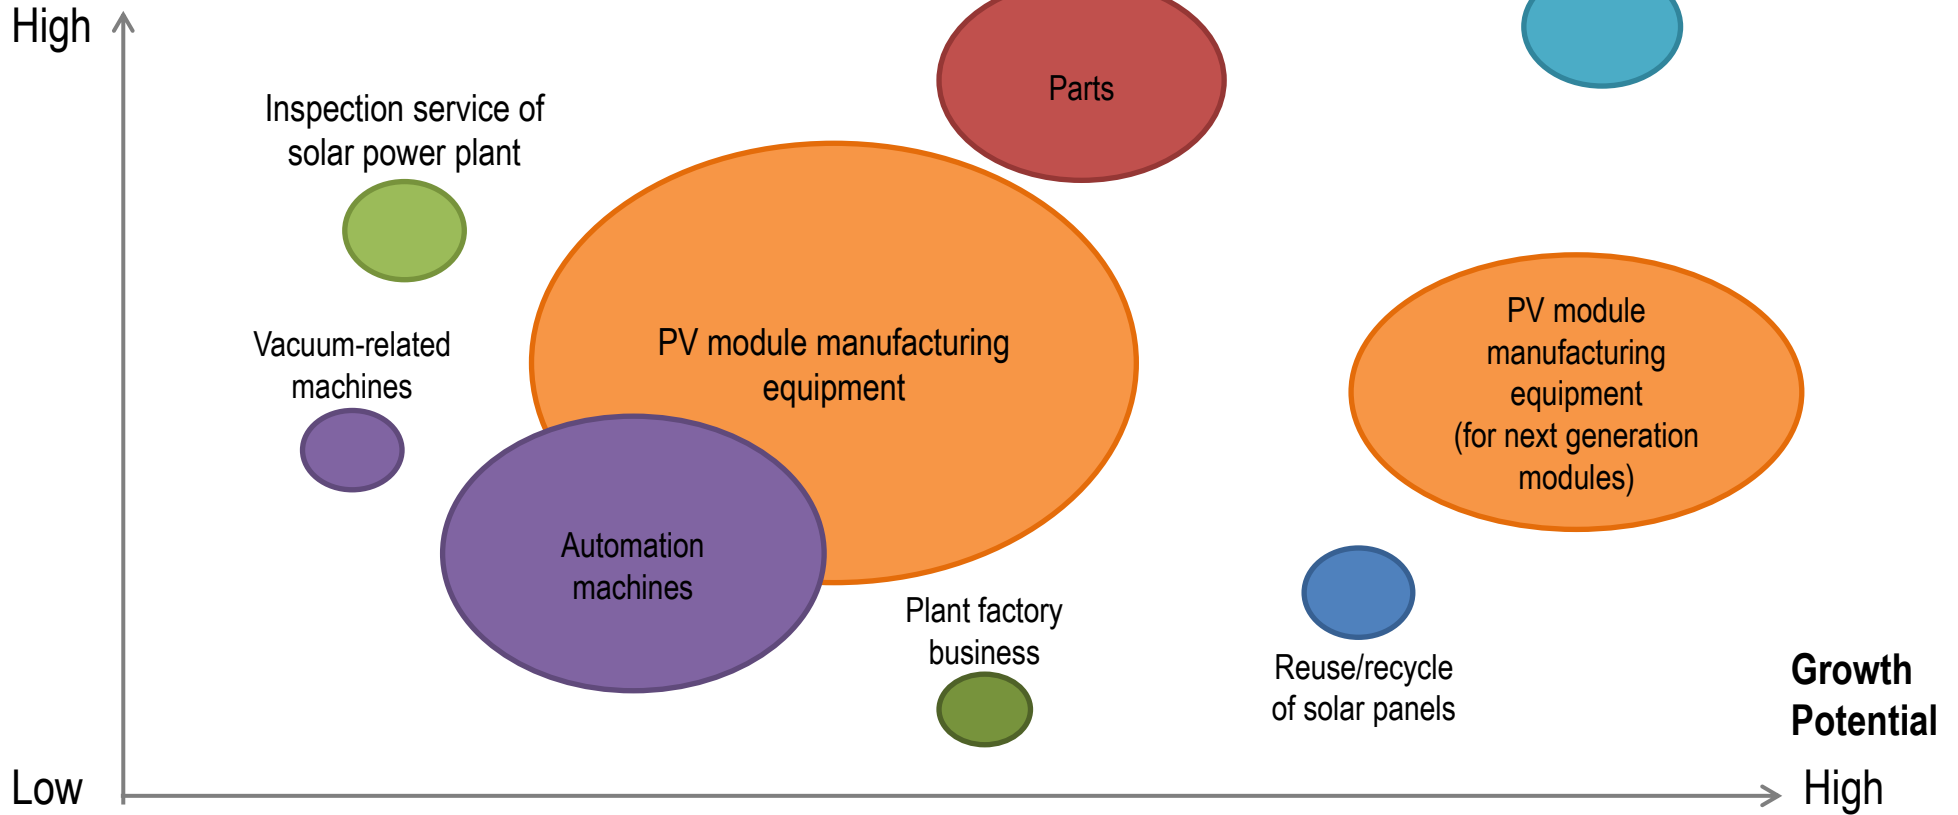 High
Parts
Inspection service of
solar power plant
Vacuum-related
machines
PV module manufacturing
equipment
PV module
manufacturing
equipment
(for next generation
modules)
Automation
machines
Plant factory
business
Reuse/recycle
of solar panels
Growth
Potential
Low
High